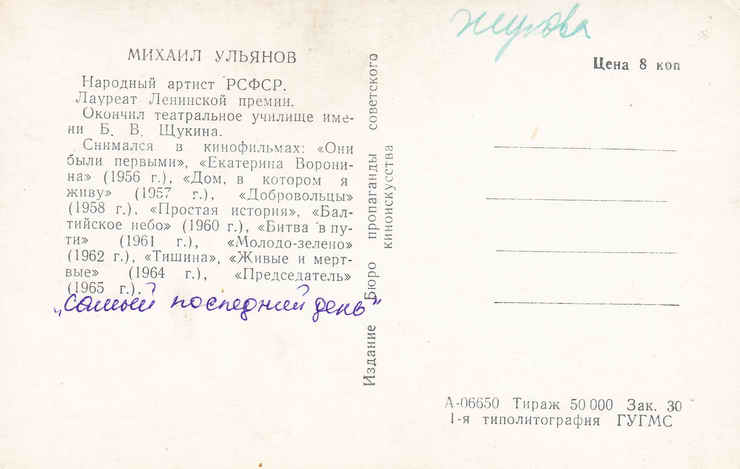 МИХАИЛ УЛЬЯНОВ
Народный артист РСФСР.
Лауреат Ленинской премии.
Окончил театральное училище име-
ни Б. В. Щукина.
Снимался в кинофильмах: «Они
были первыми», «Екатерина Ворони-
на» (1956 г.), «Дом, в котором я
живу» (1957 г.), «Добровольцы»
(1958 г.), «Простая история», «Бал-
тийское небо» (1960 г.), «Битва в пу-
ти» (1961 г.), «Молодо-зелено»
(1962 г.), «Тишина», «Живые и мерт-
вые» (1964 г.), «Председатель»
(1965 г.).
„Самый последний день"
Издание Бюро пропаганды советского
киноискусства
жукова
Цена 8 коп
А-06650 Тираж 50 000 Зак. 30
1-я типолитография ГУГМС